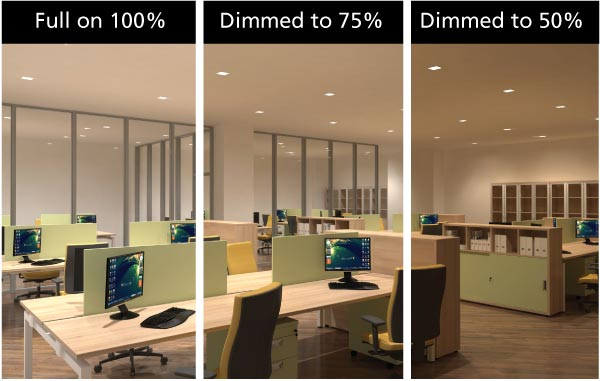 Full on 100%
Dimmed to 75%
Dimmed to 50%